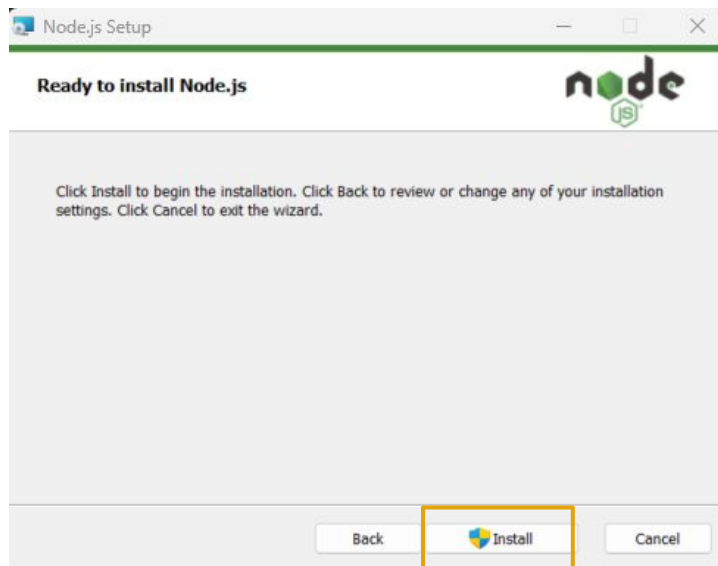 Node.js Setup
Ready to install Node.js
node
JS
Click Install to begin the installation. Click Back to review or change any of your installation
settings. Click Cancel to exit the wizard.
Back
Install
Cancel